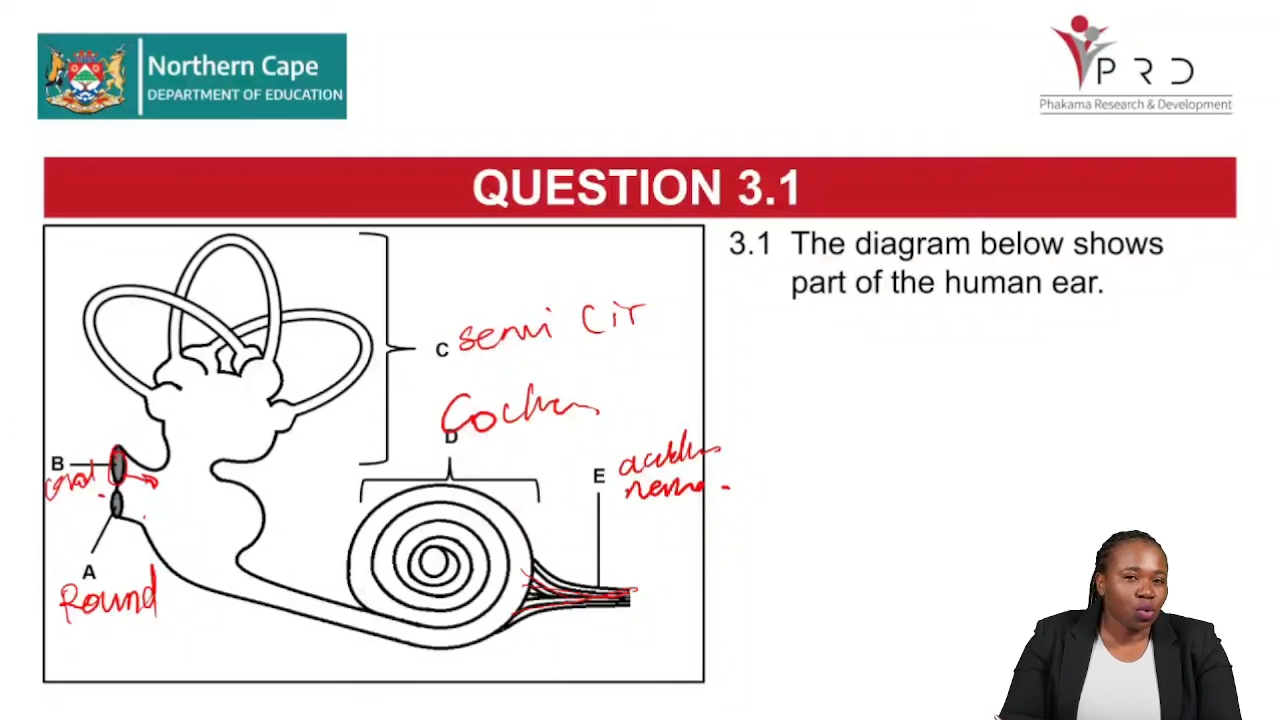 Northern Cape
DEPARTMENT OF EDUCATION
PRD
Phakama Research & Development
QUESTION 3.1
3.1 The diagram below shows
part of the human ear.
C semi Cir
D
B
E
A
Round